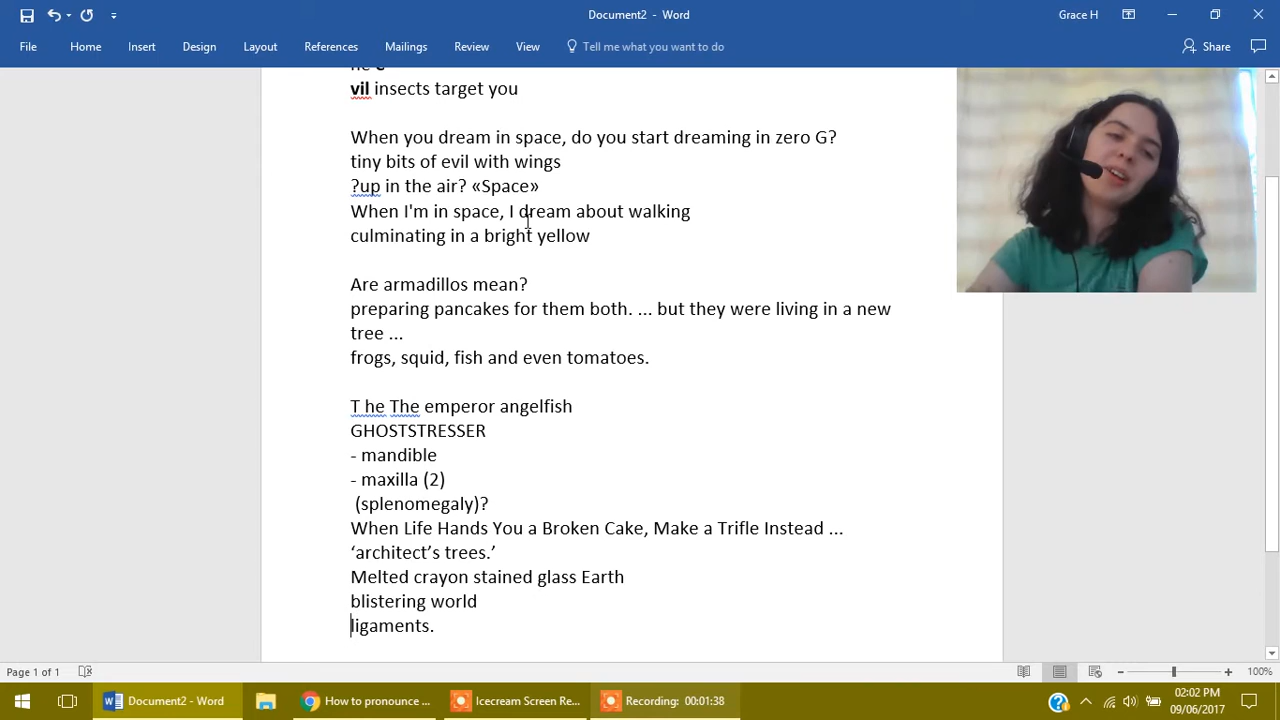 Document2 - Word
Grace H
File Home Insert Design Layout References Mailings Review View Tell me what you want to do Share
vil insects target you
When you dream in space, do you start dreaming in zero G?
tiny bits of evil with wings
?up in the air? «Space»
When I'm in space, I dream about walking
culminating in a bright yellow
Are armadillos mean?
preparing pancakes for them both. ... but they were living in a new
tree ...
frogs, squid, fish and even tomatoes.
T he The emperor angelfish
GHOSTSTRESSER
- mandible
- maxilla (2)
(splenomegaly)?
When Life Hands You a Broken Cake, Make a Trifle Instead ...
‘architect’s trees.’
Melted crayon stained glass Earth
blistering world
ligaments.
Page 1 of 1
100%
Document2 - Word
How to pronounce ...
Icecream Screen Re...
Recording: 00:01:38
02:02 PM
09/06/2017